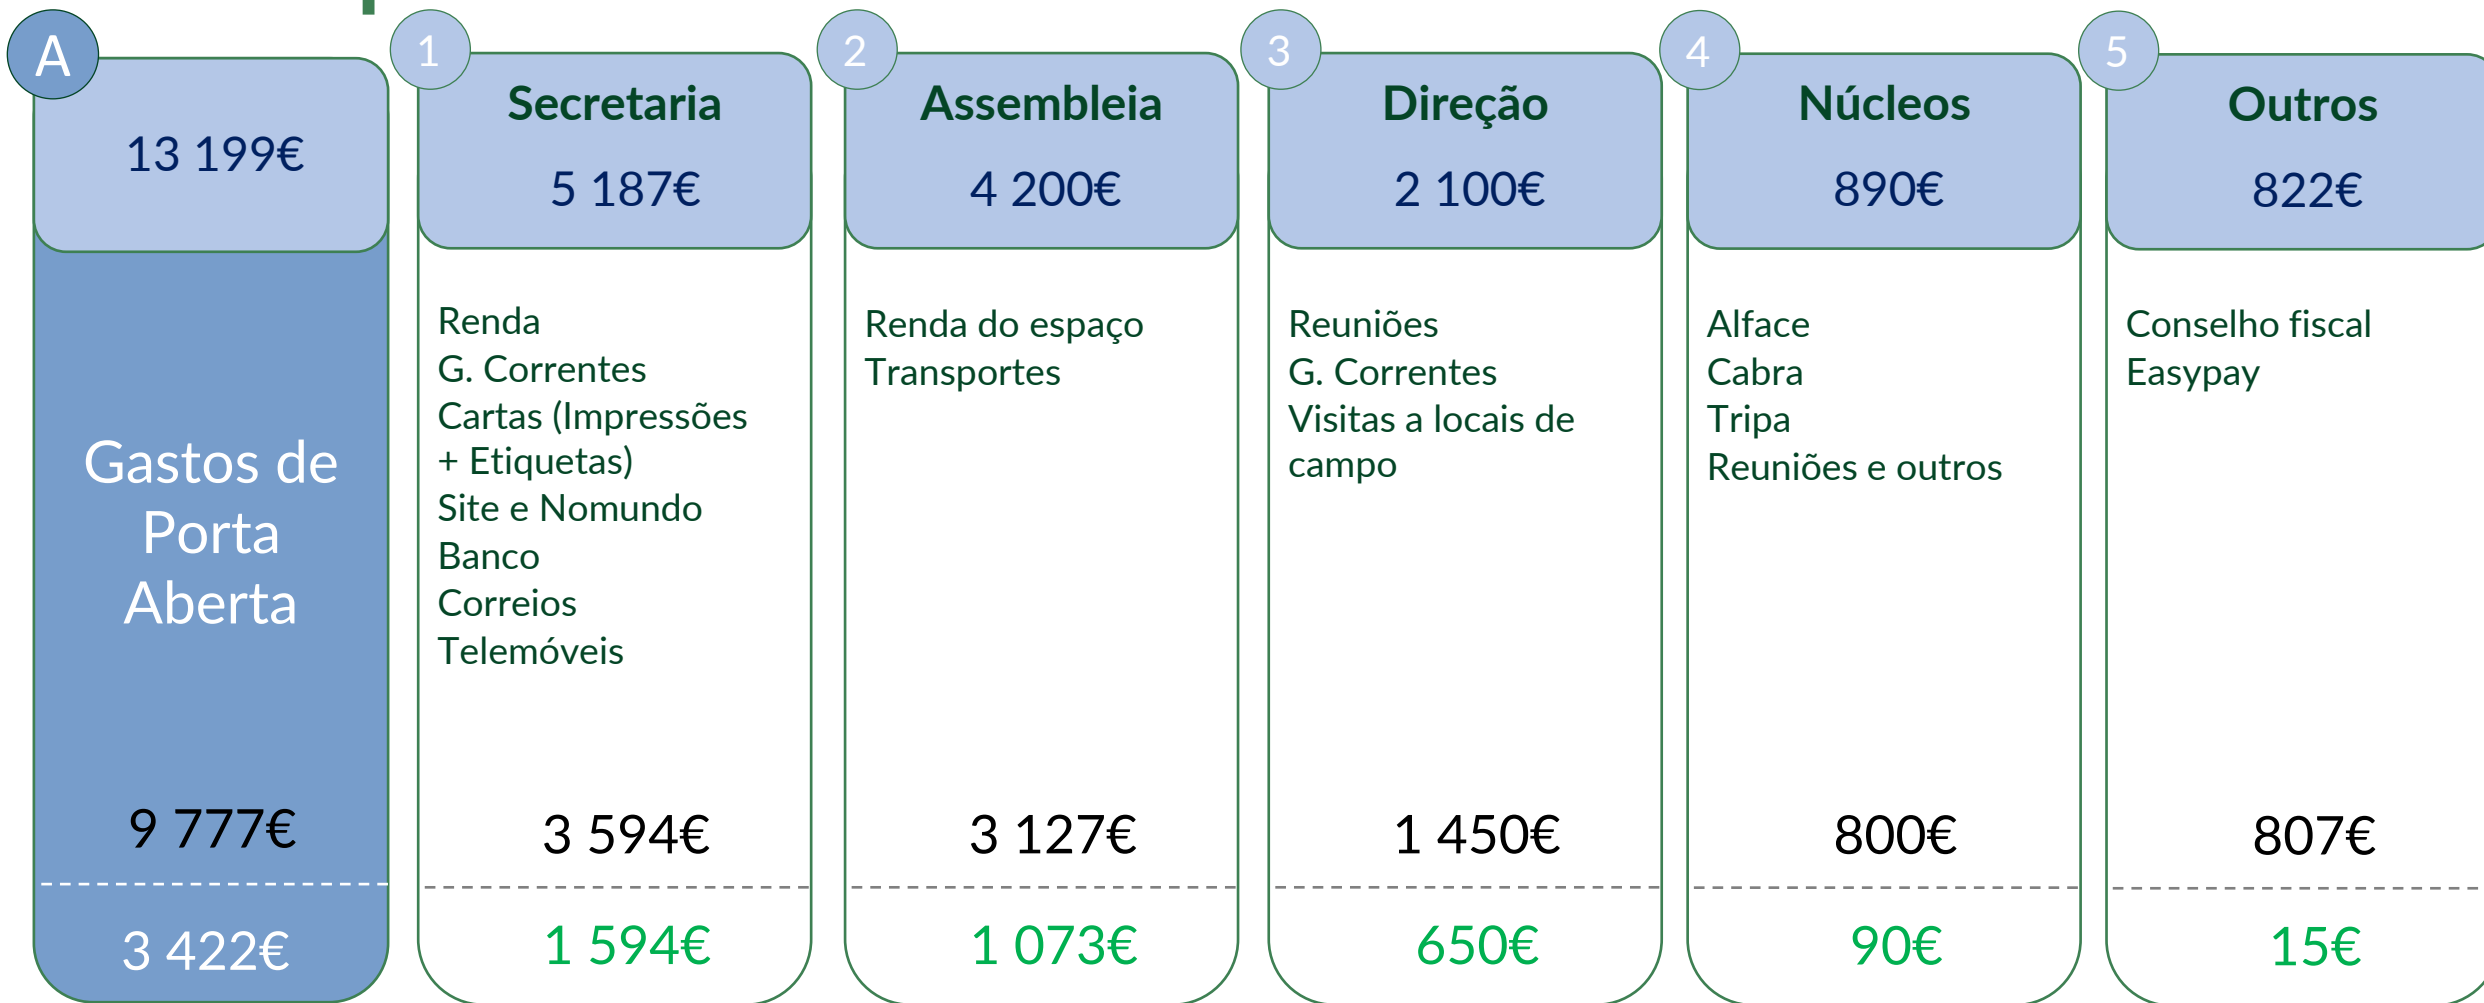 A
13 199€
Gastos de
Porta
Aberta
9 777€
3 422€
1
Secretaria
5 187€
Renda
G. Correntes
Cartas (Impressões
+ Etiquetas)
Site e Nomundo
Banco
Correios
Telemóveis
3 594€
1 594€
2
Assembleia
4 200€
Renda do espaço
Transportes
3 127€
1 073€
3
Direção
2 100€
Reuniões
G. Correntes
Visitas a locais de
campo
1 450€
650€
4
Núcleos
890€
Alface
Cabra
Tripa
Reuniões e outros
800€
90€
5
Outros
822€
Conselho fiscal
Easypay
807€
15€